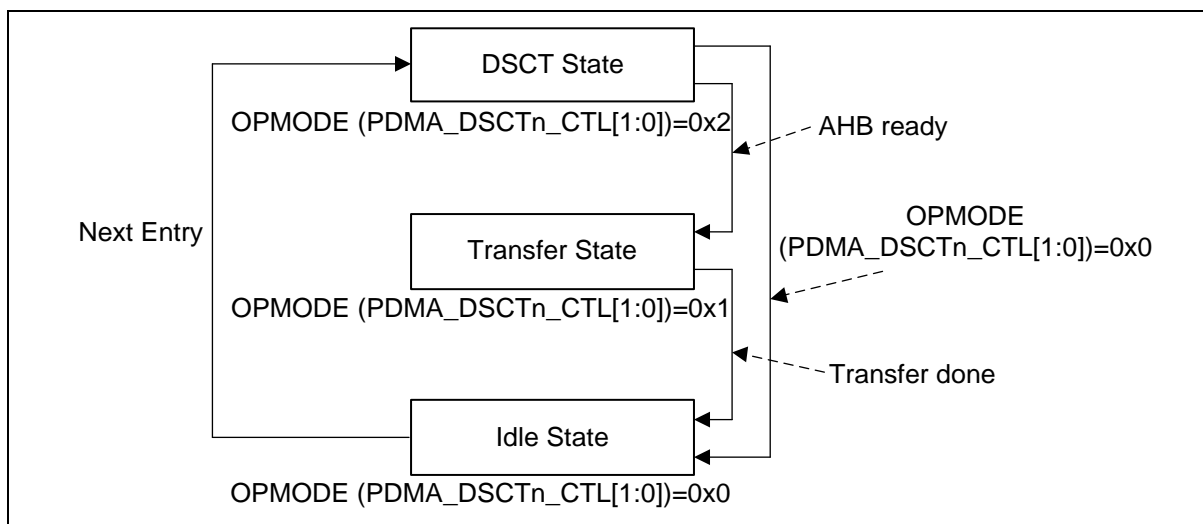 DSCT State
OPMODE (PDMA_DSCTn_CTL[1:0])=0x2
AHB ready
Next Entry
OPMODE
(PDMA_DSCTn_CTL[1:0])=0x0
Transfer State
OPMODE (PDMA_DSCTn_CTL[1:0])=0x1
Transfer done
Idle State
OPMODE (PDMA_DSCTn_CTL[1:0])=0x0